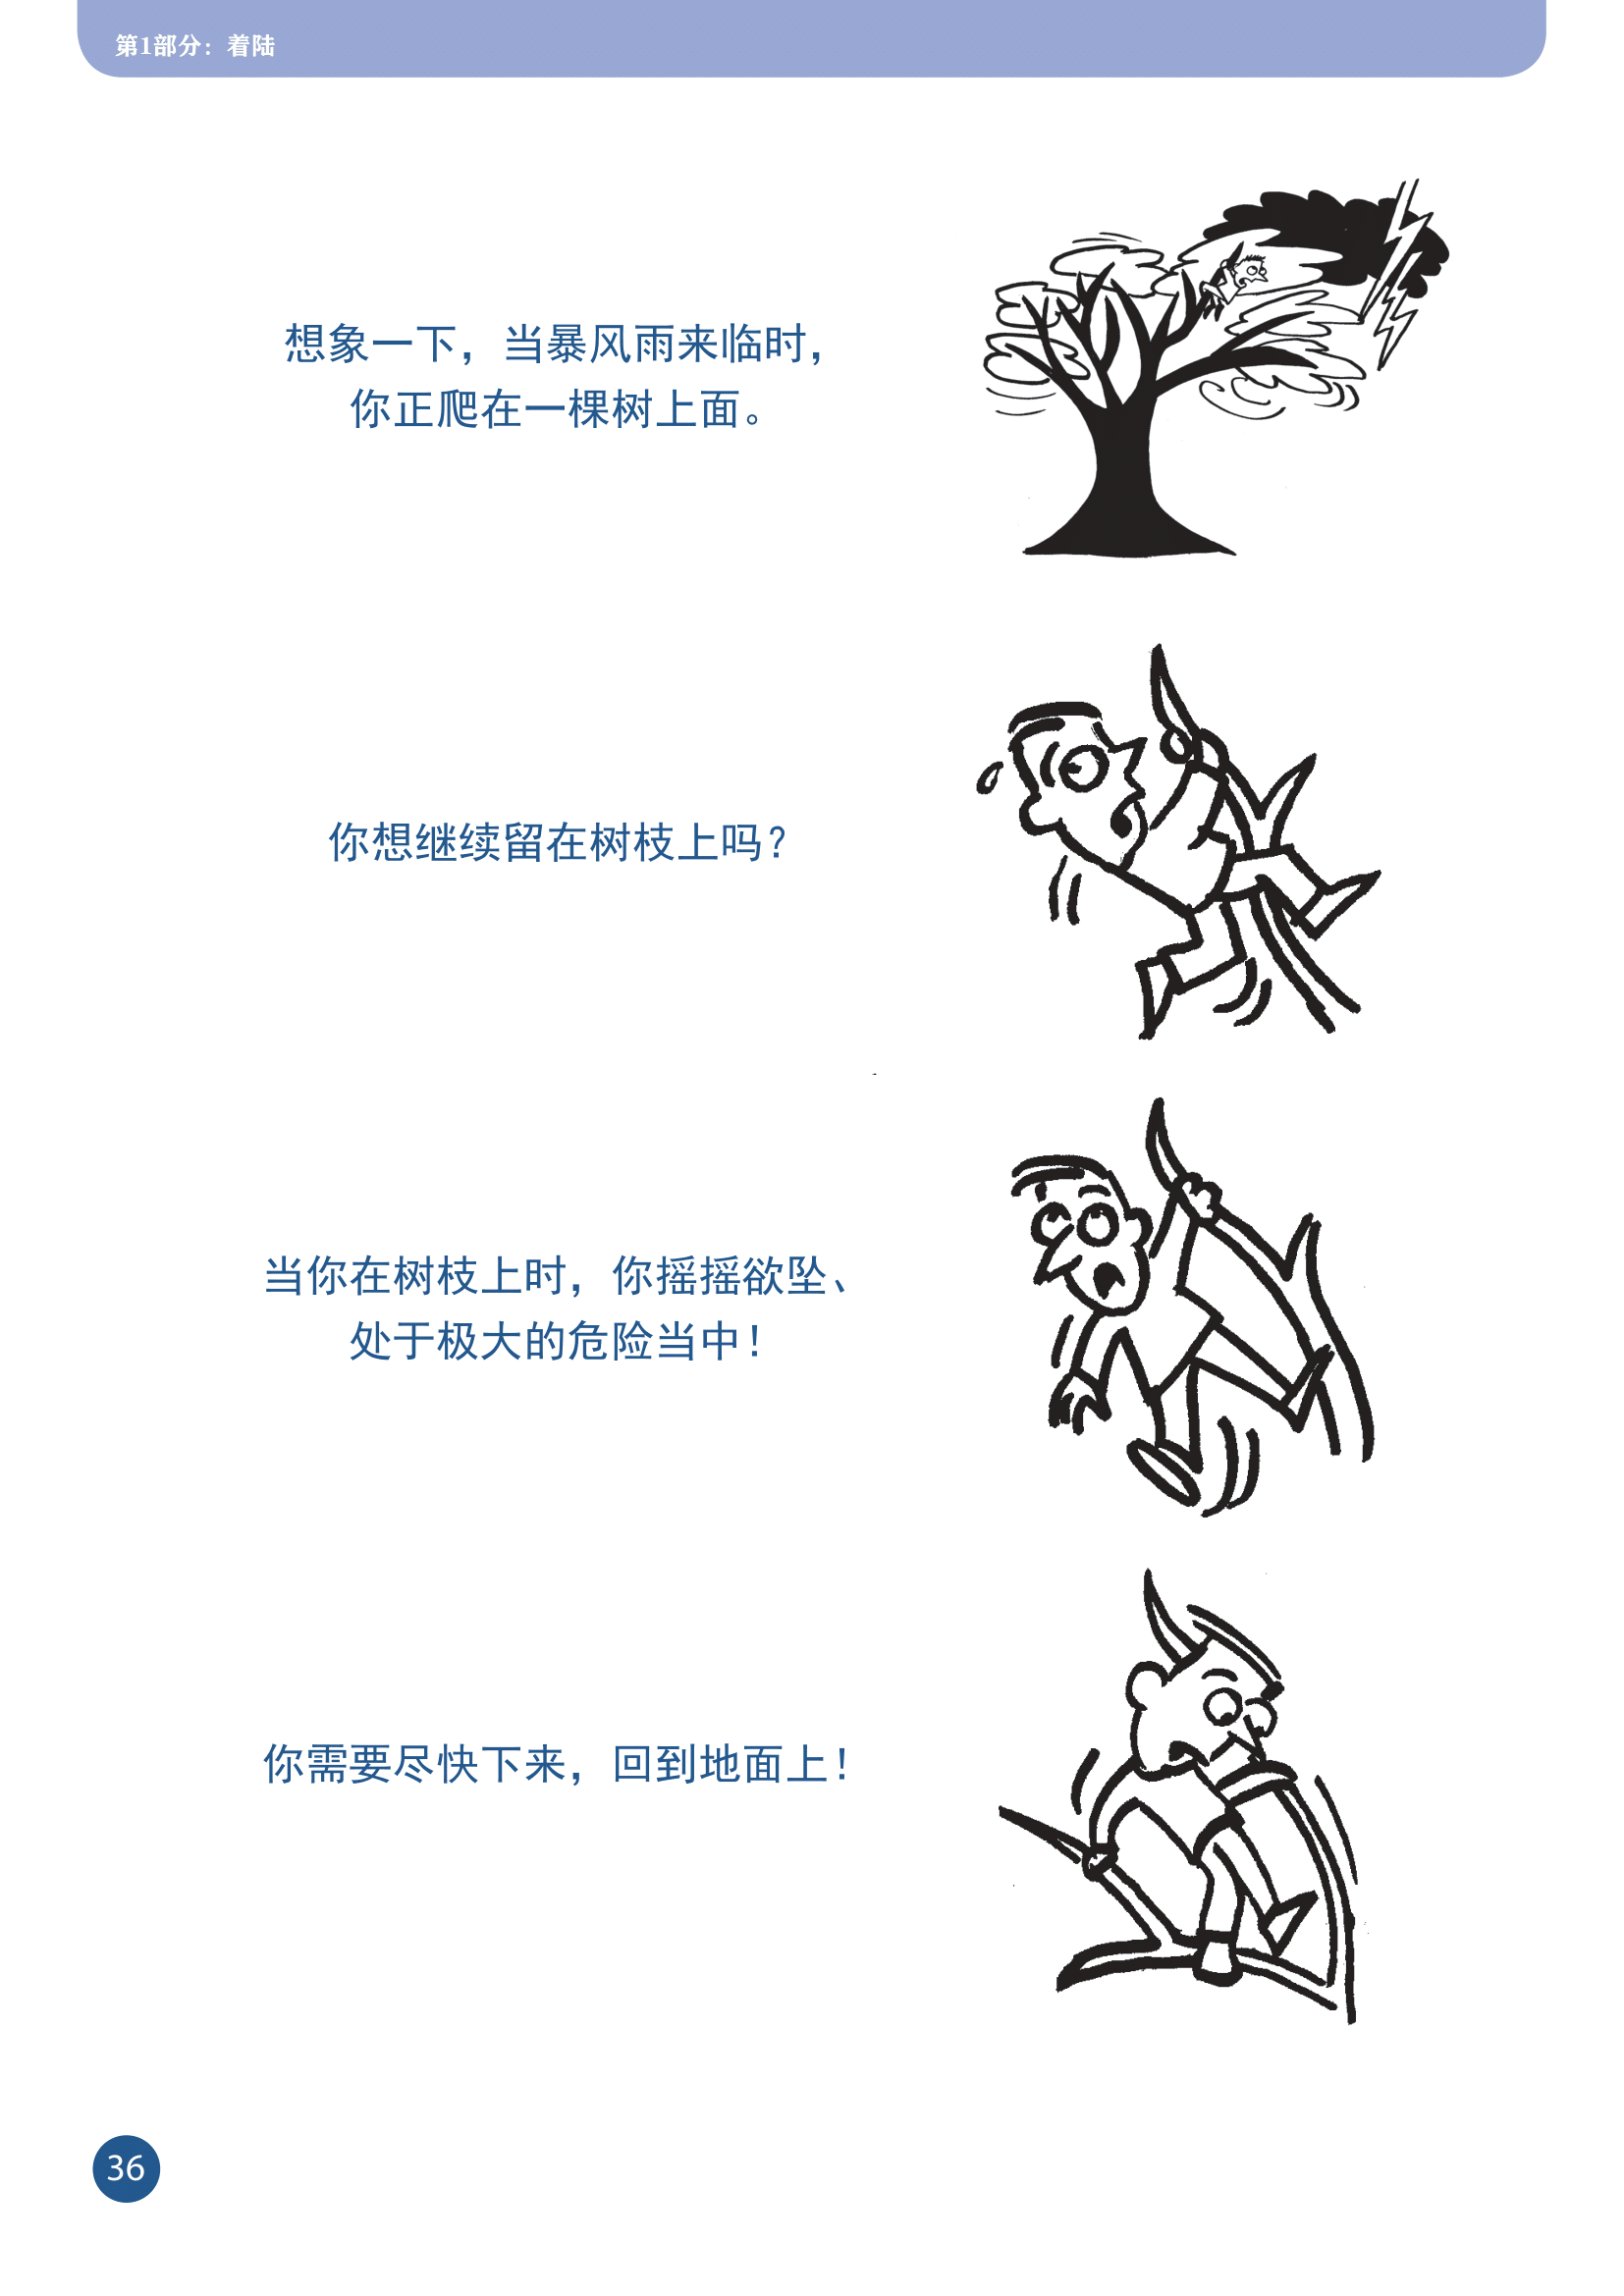 第1部分：着陆
想象一下，当暴风雨来临时，
你正爬在一棵树上面。
你想继续留在树枝上吗？
当你在树枝上时，你摇摇欲坠、
处于极大的危险当中！
你需要尽快下来，回到地面上！
36